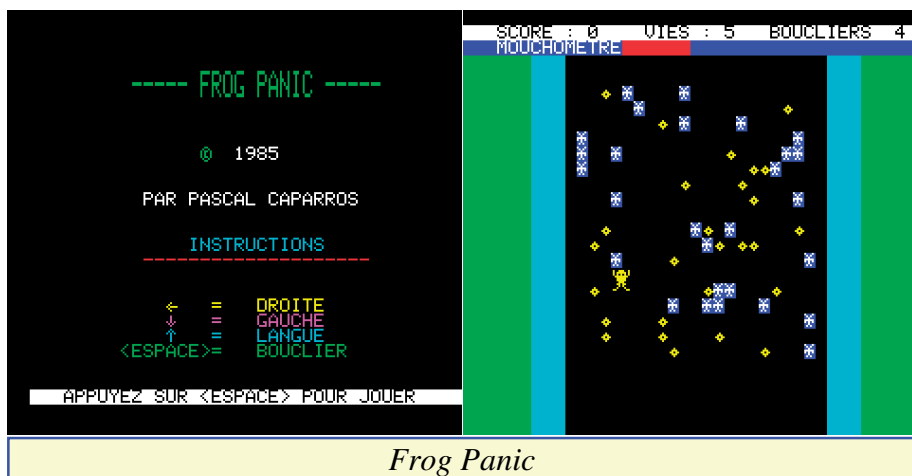 ----- FROG PANIC -----
© 1985
PAR PASCAL CAPARROS
INSTRUCTIONS
--------------------
← = DROITE
↓ = GAUCHE
↑ = LANGUE
<ESPACE>= BOUCLIER
APPUYEZ SUR <ESPACE> POUR JOUER
SCORE : 0 VIES : 5 BOUCLIERS 4
MOUCHOMETRE
Frog Panic